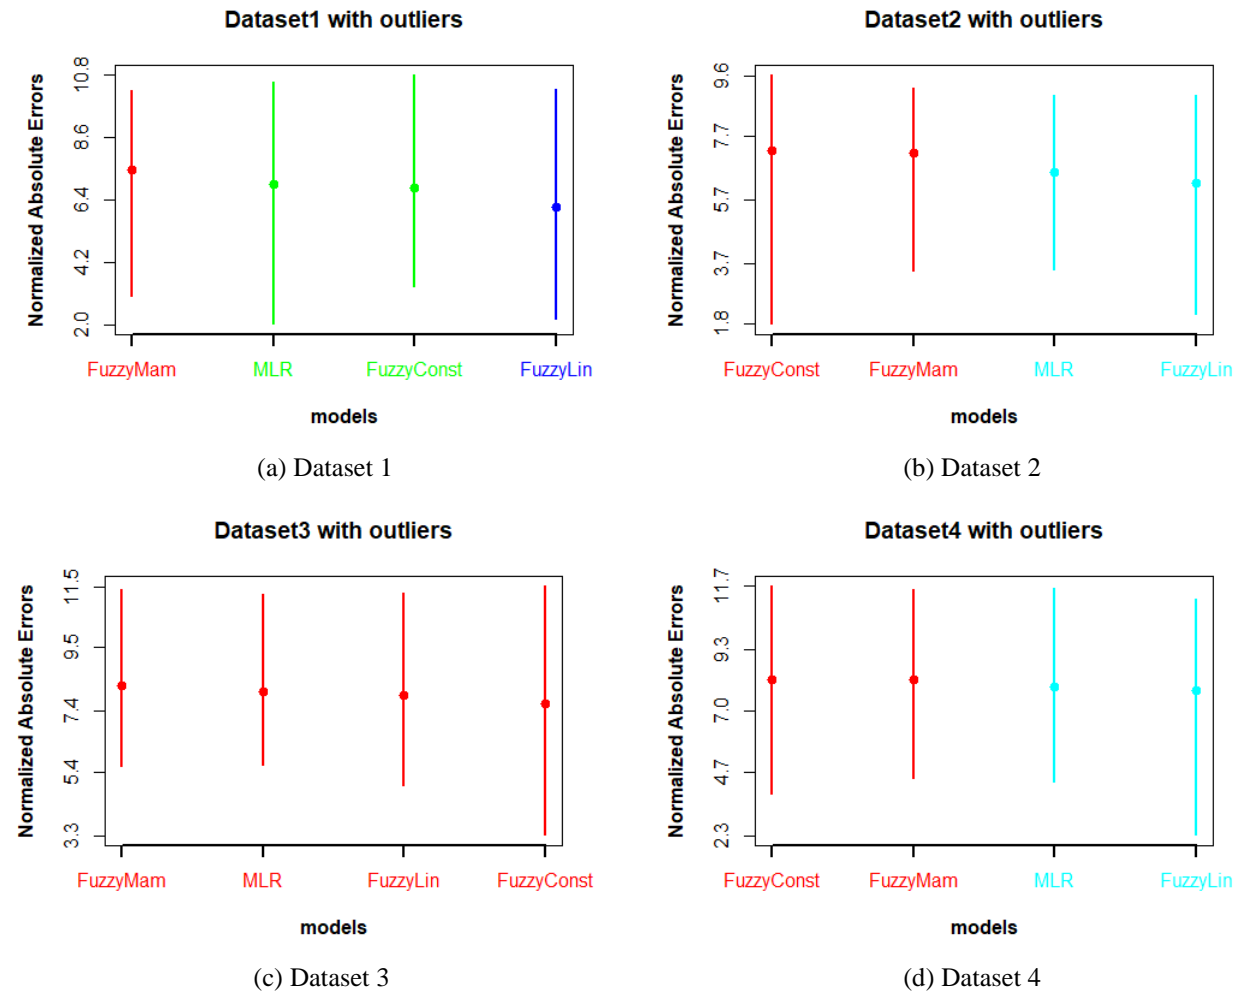 Dataset1 with outliers
Normalized Absolute Errors
10.8
8.6
6.4
4.2
2.0
FuzzyMam MLR FuzzyConst FuzzyLin
models
(a) Dataset 1
Dataset2 with outliers
Normalized Absolute Errors
9.6
7.7
5.7
3.7
1.8
FuzzyConst FuzzyMam MLR FuzzyLin
models
(b) Dataset 2
Dataset3 with outliers
Normalized Absolute Errors
11.5
9.5
7.4
5.4
3.3
FuzzyMam MLR FuzzyLin FuzzyConst
models
(c) Dataset 3
Dataset4 with outliers
Normalized Absolute Errors
11.7
9.3
7.0
4.7
2.3
FuzzyConst FuzzyMam MLR FuzzyLin
models
(d) Dataset 4